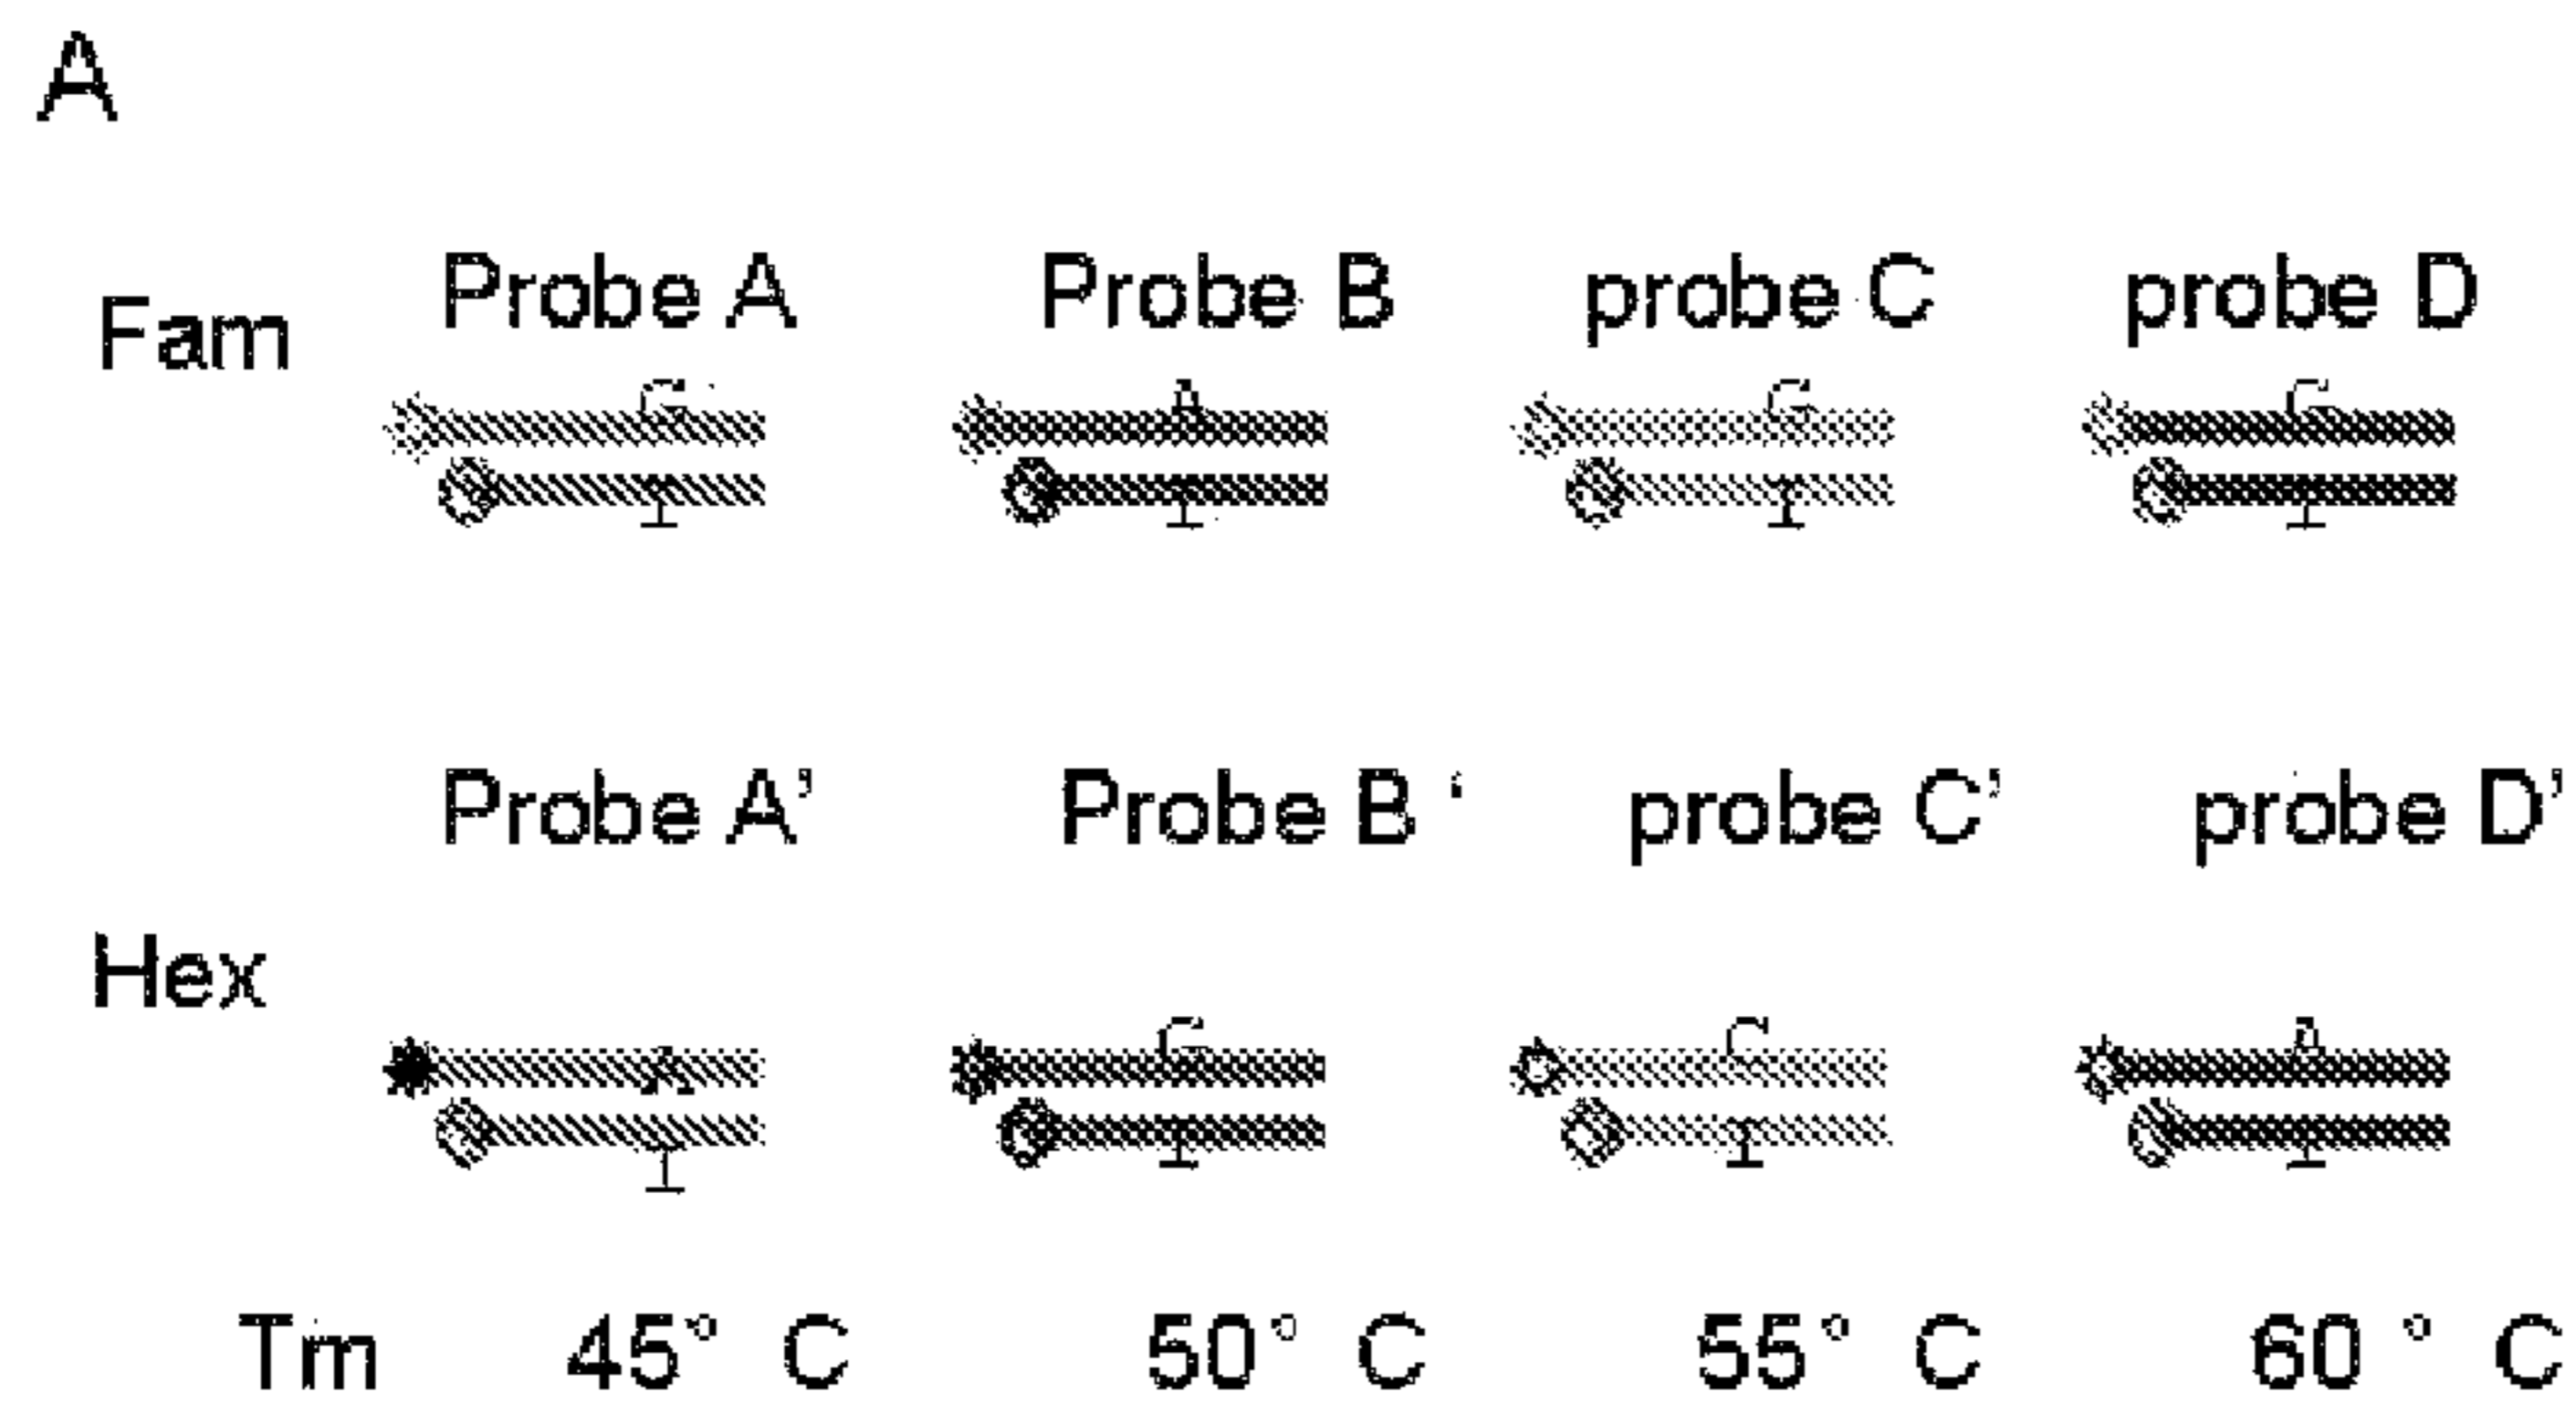 A
Probe A Probe B probe C probe D
Fam
G A G G
T T T T
Probe A' Probe B ' probe C' probe D'
Hex
A G C A
T T T T
Tm 45° C 50° C 55° C 60 ° C